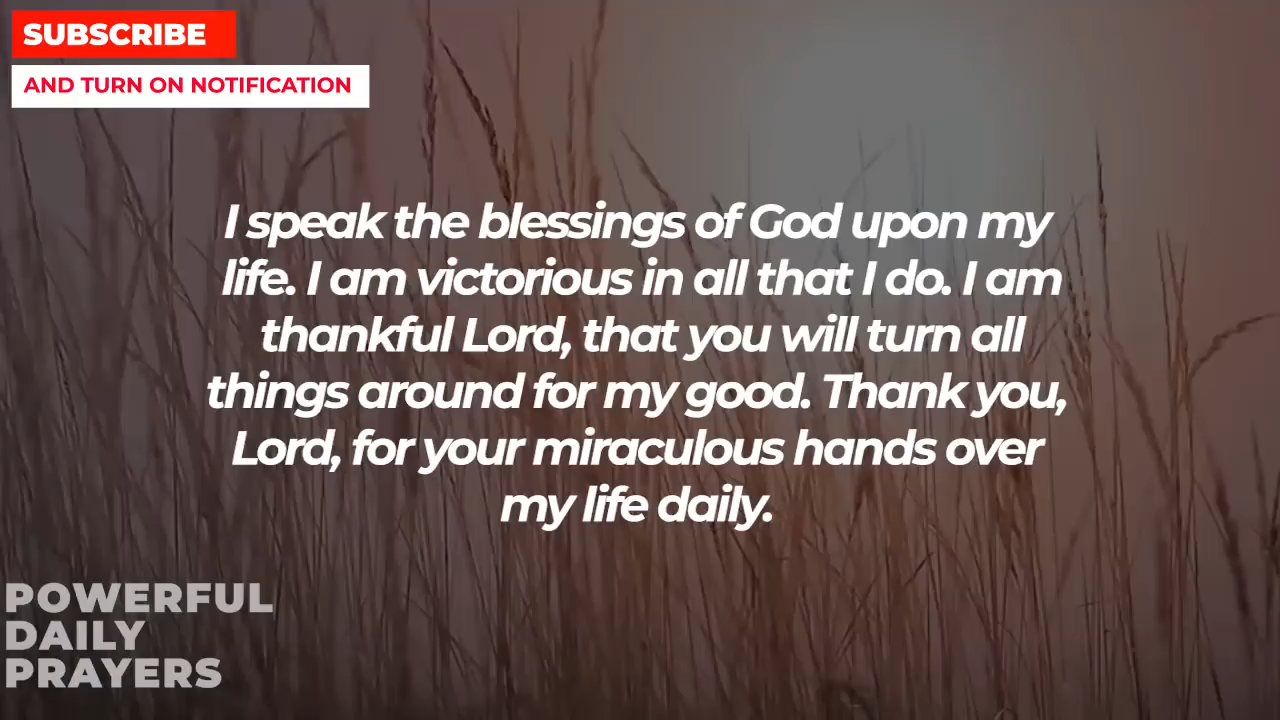 SUBSCRIBE
AND TURN ON NOTIFICATION
I speak the blessings of God upon my
life. I am victorious in all that I do. I am
thankful Lord, that you will turn all
things around for my good. Thank you,
Lord, for your miraculous hands over
my life daily.
POWERFUL
DAILY
PRAYERS